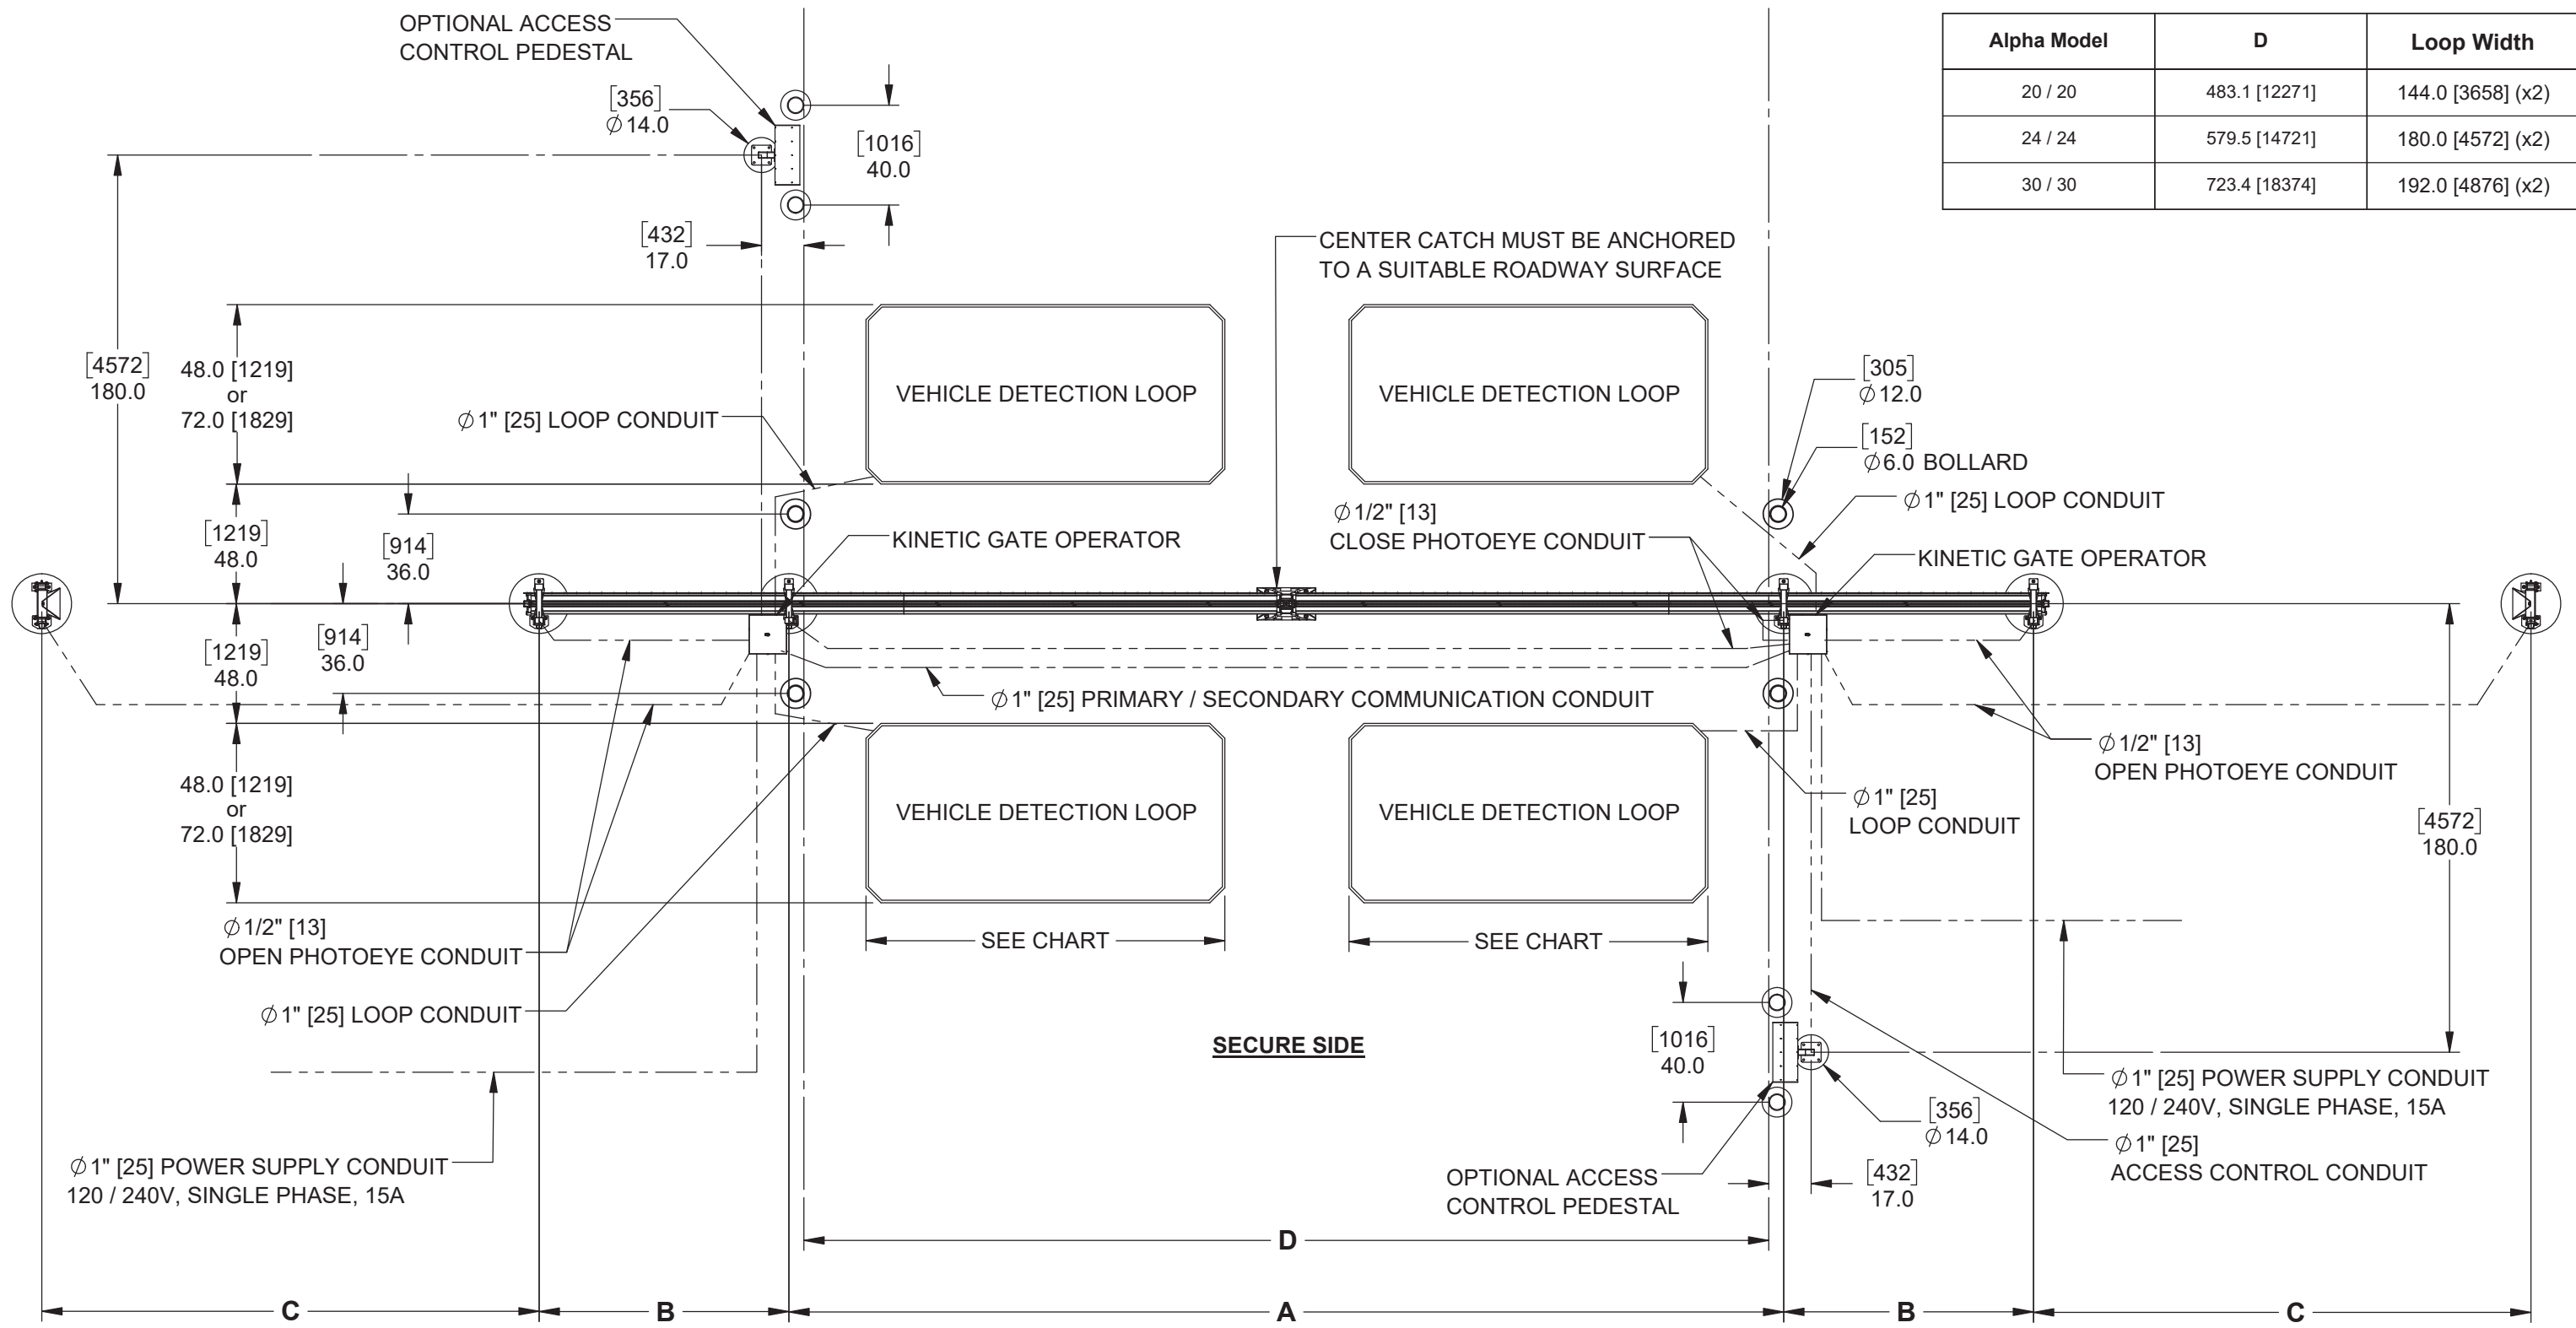 OPTIONAL ACCESS
CONTROL PEDESTAL
Alpha Model D Loop Width
20 / 20 483.1 [12271] 144.0 [3658] (x2)
24 / 24 579.5 [14721] 180.0 [4572] (x2)
30 / 30 723.4 [18374] 192.0 [4876] (x2)
[356]
∅14.0
[1016]
40.0
[432]
17.0
CENTER CATCH MUST BE ANCHORED
TO A SUITABLE ROADWAY SURFACE
[4572]
180.0
48.0 [1219]
or
72.0 [1829]
VEHICLE DETECTION LOOP
VEHICLE DETECTION LOOP
∅1" [25] LOOP CONDUIT
[305]
∅12.0
[152]
∅6.0 BOLLARD
∅1" [25] LOOP CONDUIT
[1219]
48.0
[914]
36.0
KINETIC GATE OPERATOR
∅1/2" [13]
CLOSE PHOTOEYE CONDUIT
KINETIC GATE OPERATOR
[914]
36.0
[1219]
48.0
∅1" [25] PRIMARY / SECONDARY COMMUNICATION CONDUIT
∅1/2" [13]
OPEN PHOTOEYE CONDUIT
48.0 [1219]
or
72.0 [1829]
VEHICLE DETECTION LOOP
VEHICLE DETECTION LOOP
∅1" [25]
LOOP CONDUIT
[4572]
180.0
∅1/2" [13]
OPEN PHOTOEYE CONDUIT
SEE CHART
SEE CHART
∅1" [25] LOOP CONDUIT
SECURE SIDE
[1016]
40.0
∅1" [25] POWER SUPPLY CONDUIT
120 / 240V, SINGLE PHASE, 15A
[356]
∅14.0
∅1" [25]
ACCESS CONTROL CONDUIT
∅1" [25] POWER SUPPLY CONDUIT
120 / 240V, SINGLE PHASE, 15A
OPTIONAL ACCESS
CONTROL PEDESTAL
[432]
17.0
D
C B A B C